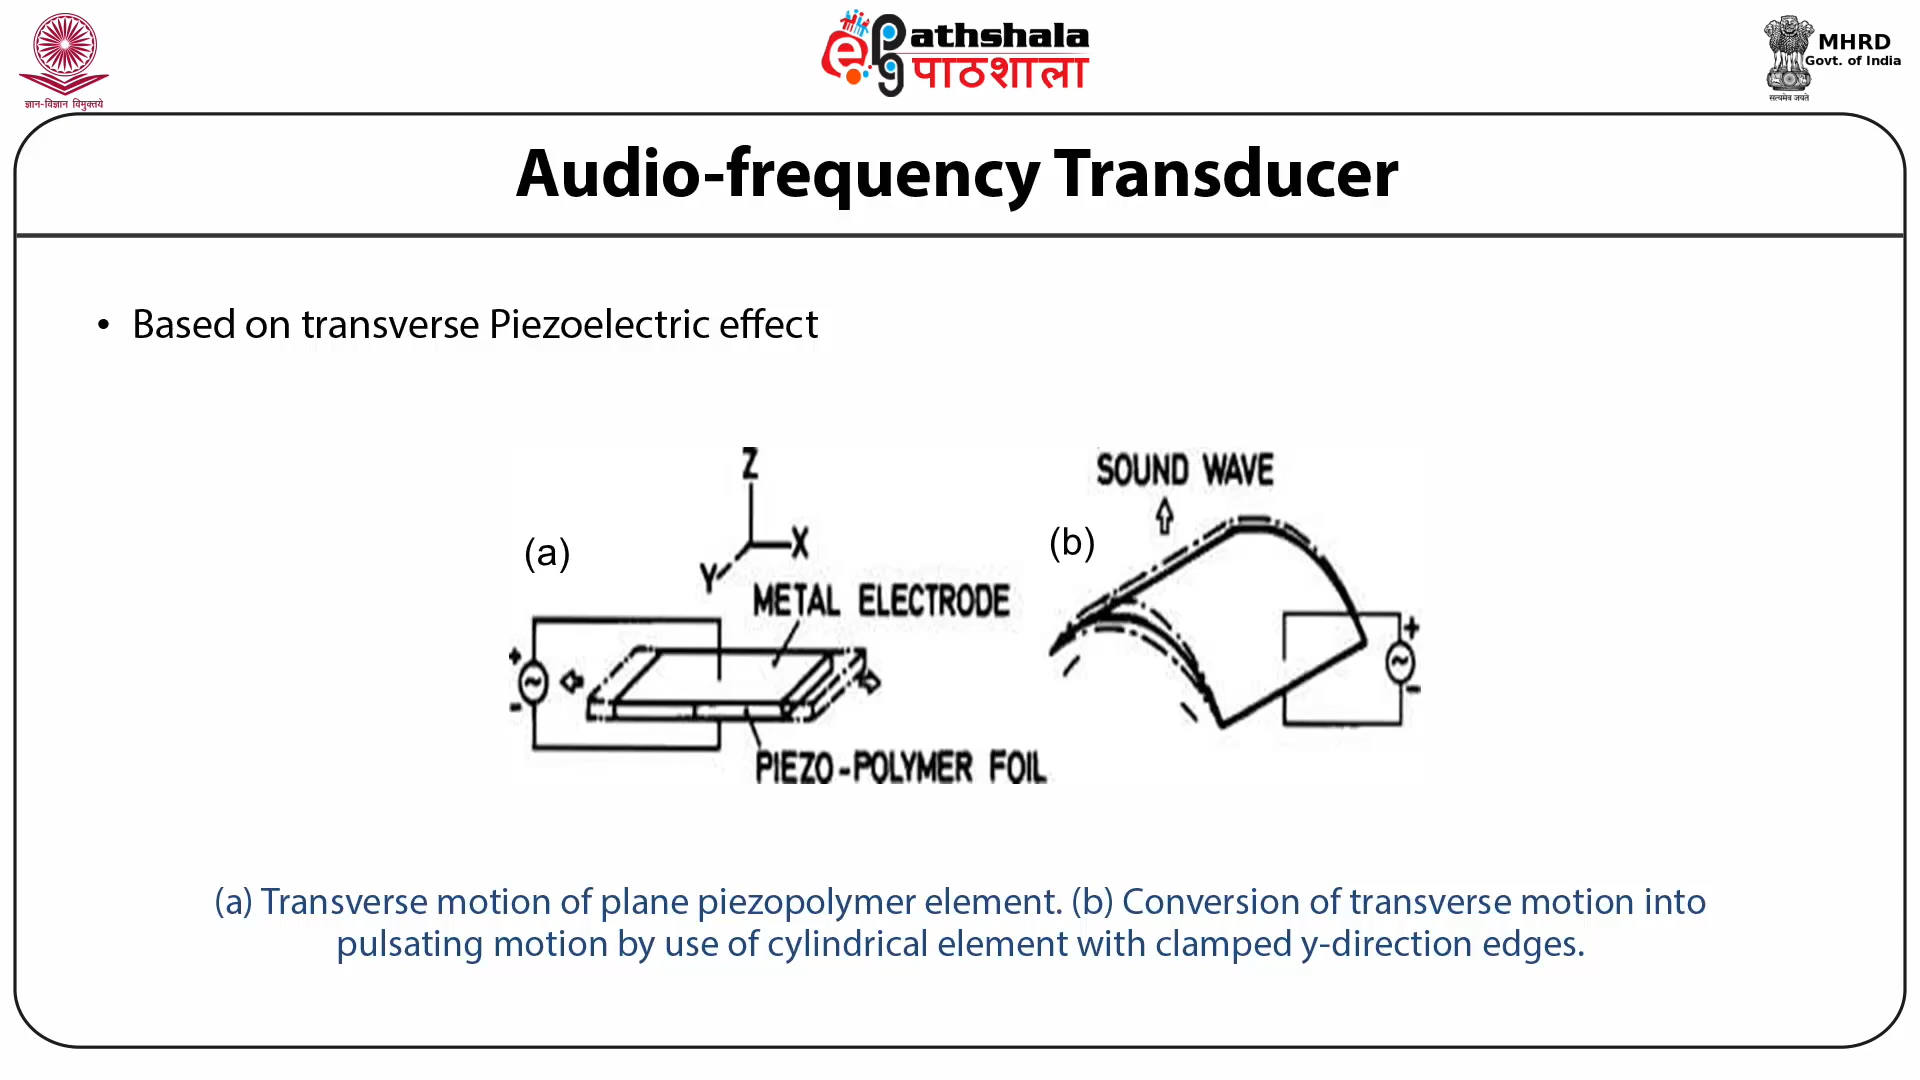 ज्ञान-विज्ञान विमुक्तये
ePathshala
पाठशाला
MHRD
Govt. of India
सत्यमेव जयते
Audio-frequency Transducer
• Based on transverse Piezoelectric effect
Z
X
Y
(a)
METAL ELECTRODE
+
~
-
PIEZO-POLYMER FOIL
SOUND WAVE
(b)
+
~
-
(a) Transverse motion of plane piezopolymer element. (b) Conversion of transverse motion into
pulsating motion by use of cylindrical element with clamped y-direction edges.